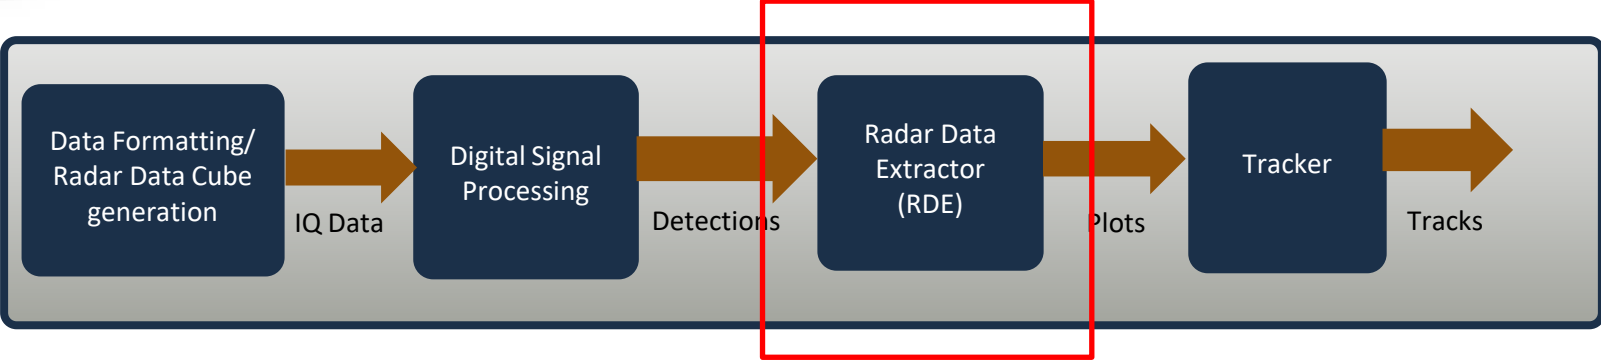 Data Formatting/
Radar Data Cube
generation
IQ Data
Digital Signal
Processing
Detections
Radar Data
Extractor
(RDE)
Plots
Tracker
Tracks